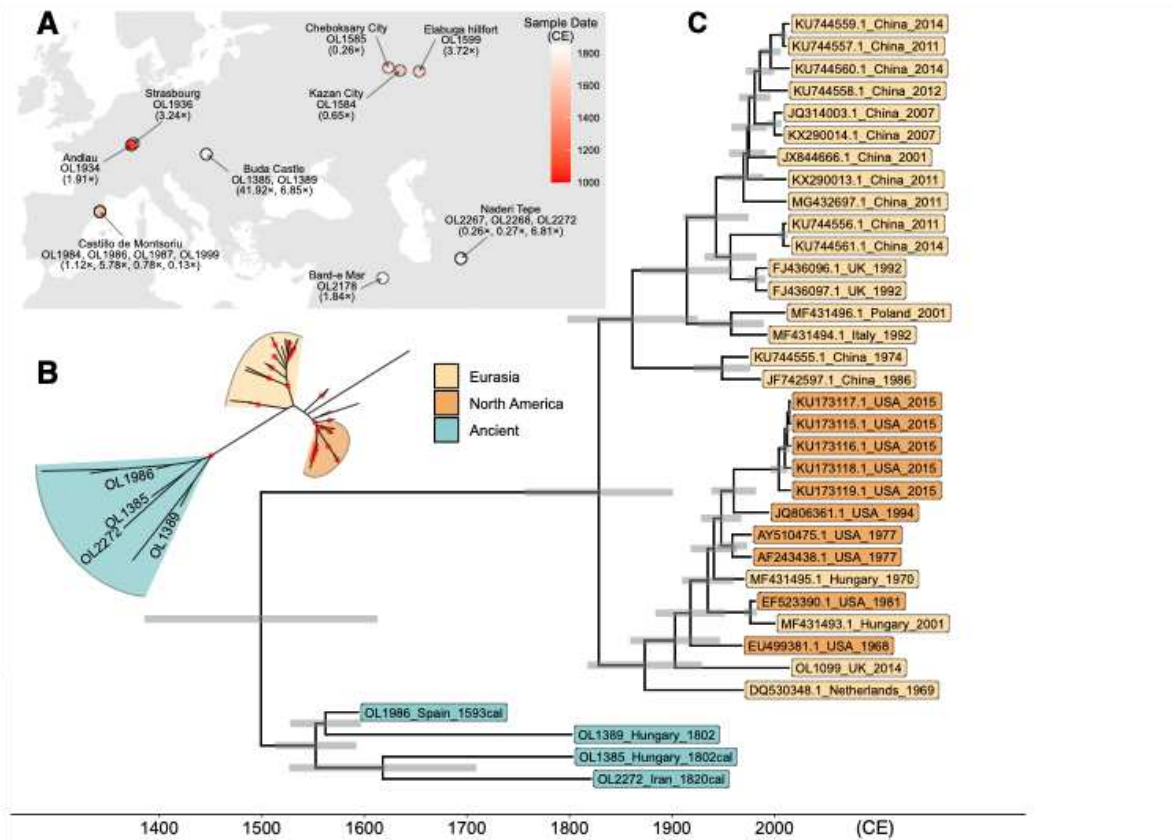 A
Cheboksary City
OL1585
(0.26×)
Elabuga hillfort
OL1599
(3.72×)
Kazan City
OL1584
(0.65×)
Strasbourg
OL1936
(3.24×)
Andlau
OL1934
(1.91×)
Buda Castle
OL1385, OL1389
(41.92×, 6.85×)
Castillo de Montsoriu
OL1984, OL1986, OL1987, OL1999
(1.12×, 5.78×, 0.78×, 0.13×)
Naderi Tepe
OL2267, OL2268, OL2272
(0.26×, 0.27×, 6.81×)
Bard-e Mar
OL2178
(1.84×)
Sample Date
(CE)
1800
1600
1400
1200
1000
B
OL1986
OL1385
OL2272
OL1389
Eurasia
North America
Ancient
C
KU744559.1_China_2014
KU744557.1_China_2011
KU744560.1_China_2014
KU744558.1_China_2012
JQ314003.1_China_2007
KX290014.1_China_2007
JX844666.1_China_2001
KX290013.1_China_2011
MG432697.1_China_2011
KU744556.1_China_2011
KU744561.1_China_2014
FJ436096.1_UK_1992
FJ436097.1_UK_1992
MF431496.1_Poland_2001
MF431494.1_Italy_1992
KU744555.1_China_1974
JF742597.1_China_1986
KU173117.1_USA_2015
KU173115.1_USA_2015
KU173116.1_USA_2015
KU173118.1_USA_2015
KU173119.1_USA_2015
JQ806361.1_USA_1994
AY510475.1_USA_1977
AF243438.1_USA_1977
MF431495.1_Hungary_1970
EF523390.1_USA_1981
MF431493.1_Hungary_2001
EU499381.1_USA_1968
OL1099_UK_2014
DQ530348.1_Netherlands_1969
OL1986_Spain_1593cal
OL1389_Hungary_1802
OL1385_Hungary_1802cal
OL2272_Iran_1820cal
1400 1500 1600 1700 1800 1900 2000 (CE)